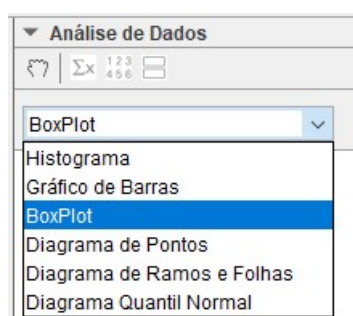 Análise de Dados
Σx 123
456
BoxPlot
Histograma
Gráfico de Barras
BoxPlot
Diagrama de Pontos
Diagrama de Ramos e Folhas
Diagrama Quantil Normal